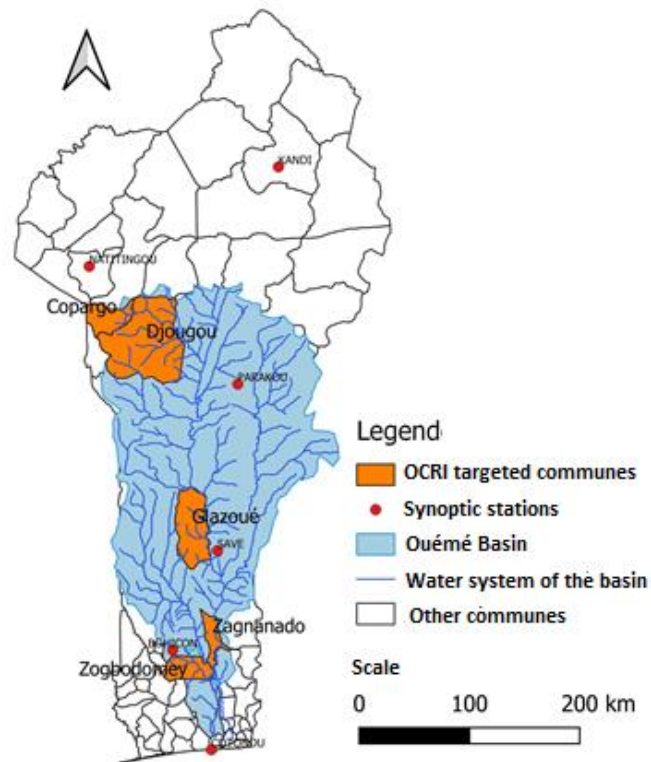 KANDI
NATITINGOU
Copargo
Djougou
PARAKOU
Glazoué
SAVE
Zagnanado
BOHICON
Zogbodomey
COTONOU
Legend
OCRI targeted communes
Synoptic stations
Ouémé Basin
Water system of the basin
Other communes
Scale
0 100 200 km